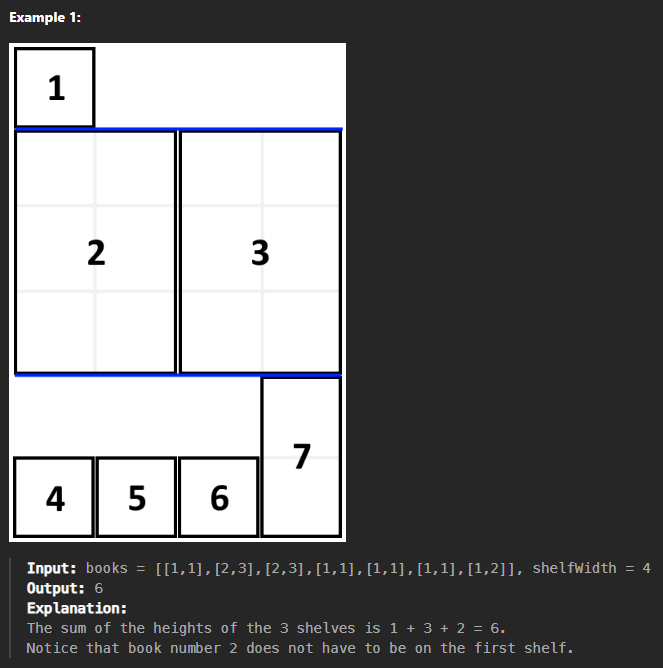 Example 1:
1
2 3
7
4 5 6
Input: books = [[1,1],[2,3],[2,3],[1,1],[1,1],[1,1],[1,2]], shelfWidth = 4
Output: 6
Explanation:
The sum of the heights of the 3 shelves is 1 + 3 + 2 = 6.
Notice that book number 2 does not have to be on the first shelf.